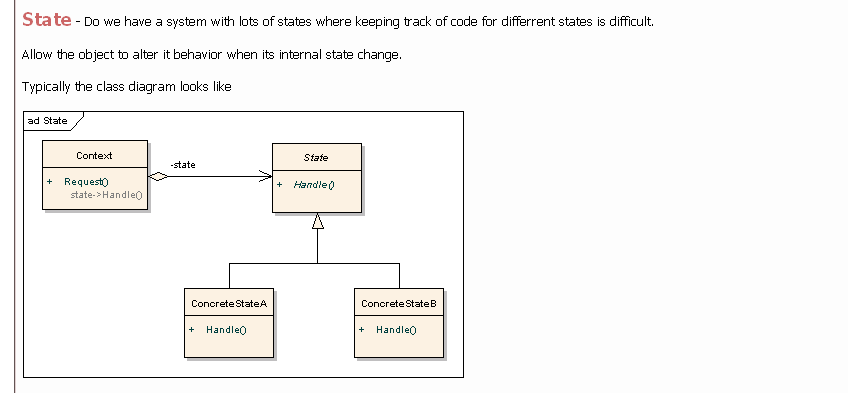 State - Do we have a system with lots of states where keeping track of code for differrent states is difficult.
Allow the object to alter it behavior when its internal state change.
Typically the class diagram looks like
ad State
Context
+ Request()
state->Handle()
-state
State
+ Handle()
ConcreteStateA
+ Handle()
ConcreteStateB
+ Handle()